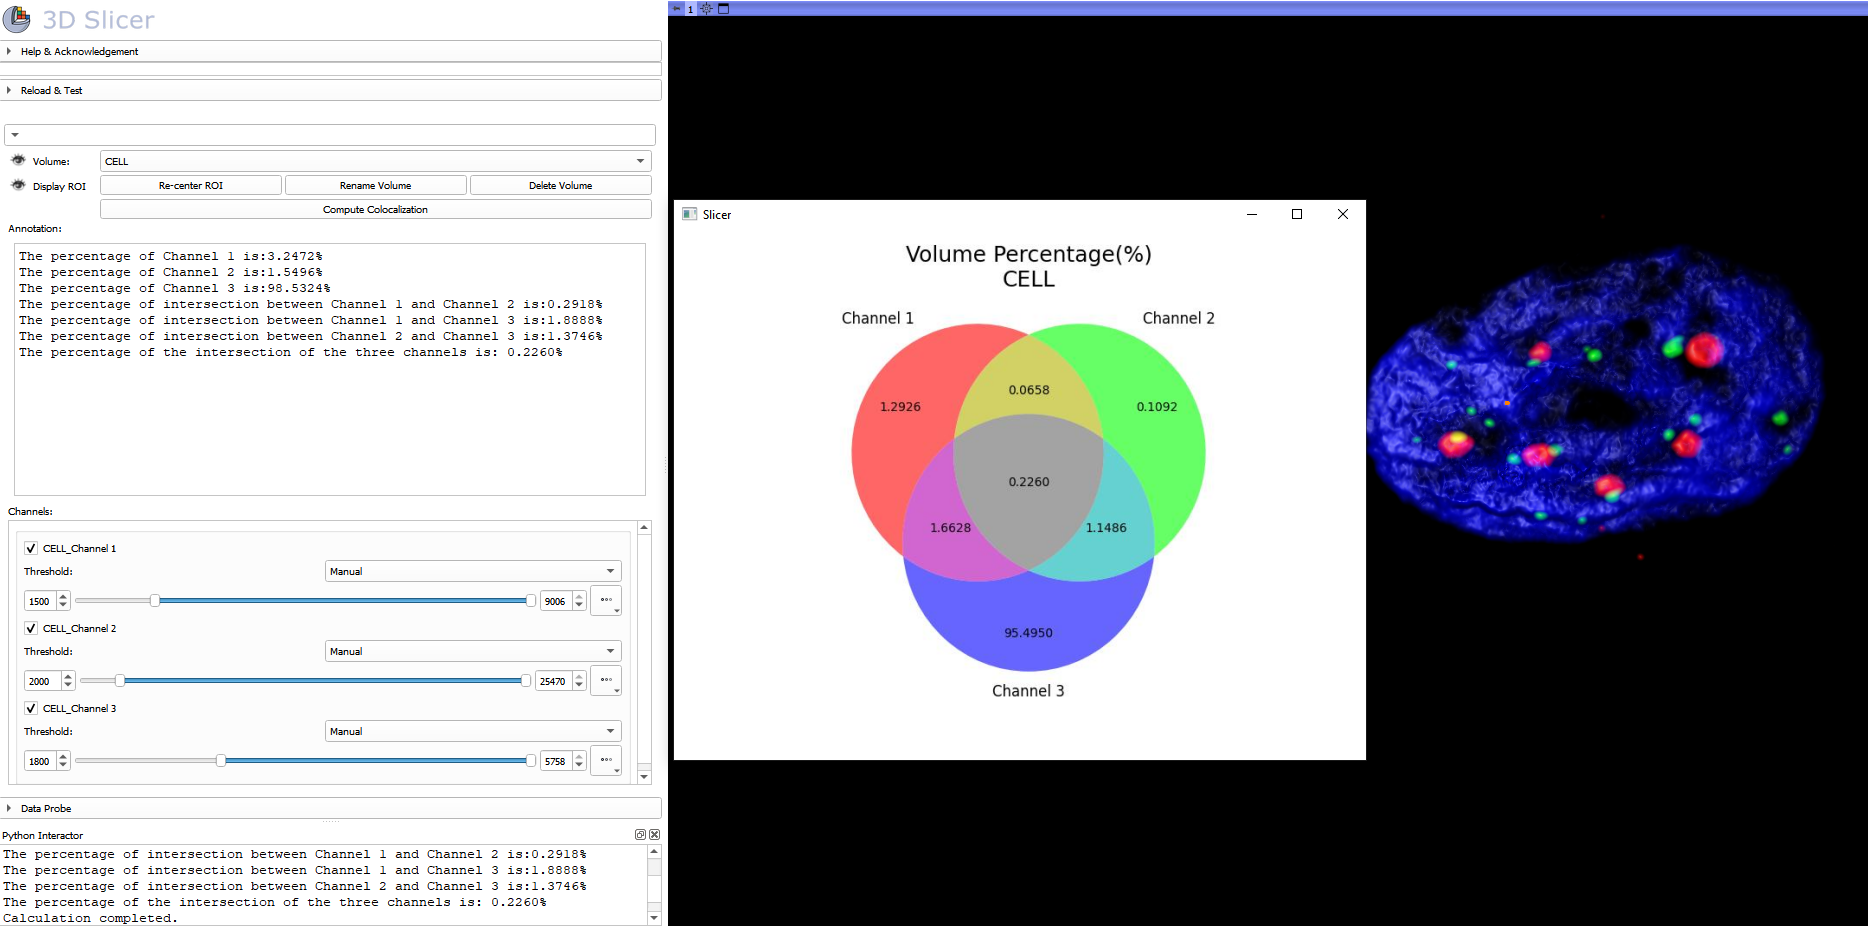 3D Slicer
Help & Acknowledgement
Reload & Test
Volume:
CELL
Display ROI
Re-center ROI
Rename Volume
Delete Volume
Compute Colocalization
Annotation:
The percentage of Channel 1 is:3.2472%
The percentage of Channel 2 is:1.5496%
The percentage of Channel 3 is:98.5324%
The percentage of intersection between Channel 1 and Channel 2 is:0.2918%
The percentage of intersection between Channel 1 and Channel 3 is:1.8888%
The percentage of intersection between Channel 2 and Channel 3 is:1.3746%
The percentage of the intersection of the three channels is: 0.2260%
Channels:
CELL_Channel 1
Threshold:
Manual
1500
9006
CELL_Channel 2
Threshold:
Manual
2000
25470
CELL_Channel 3
Threshold:
Manual
1800
5758
Data Probe
Python Interactor
The percentage of intersection between Channel 1 and Channel 2 is:0.2918%
The percentage of intersection between Channel 1 and Channel 3 is:1.8888%
The percentage of intersection between Channel 2 and Channel 3 is:1.3746%
The percentage of the intersection of the three channels is: 0.2260%
Calculation completed.
1
Slicer
Volume Percentage(%)
CELL
Channel 1
Channel 2
0.0658
1.2926
0.1092
0.2260
1.6628
1.1486
95.4950
Channel 3